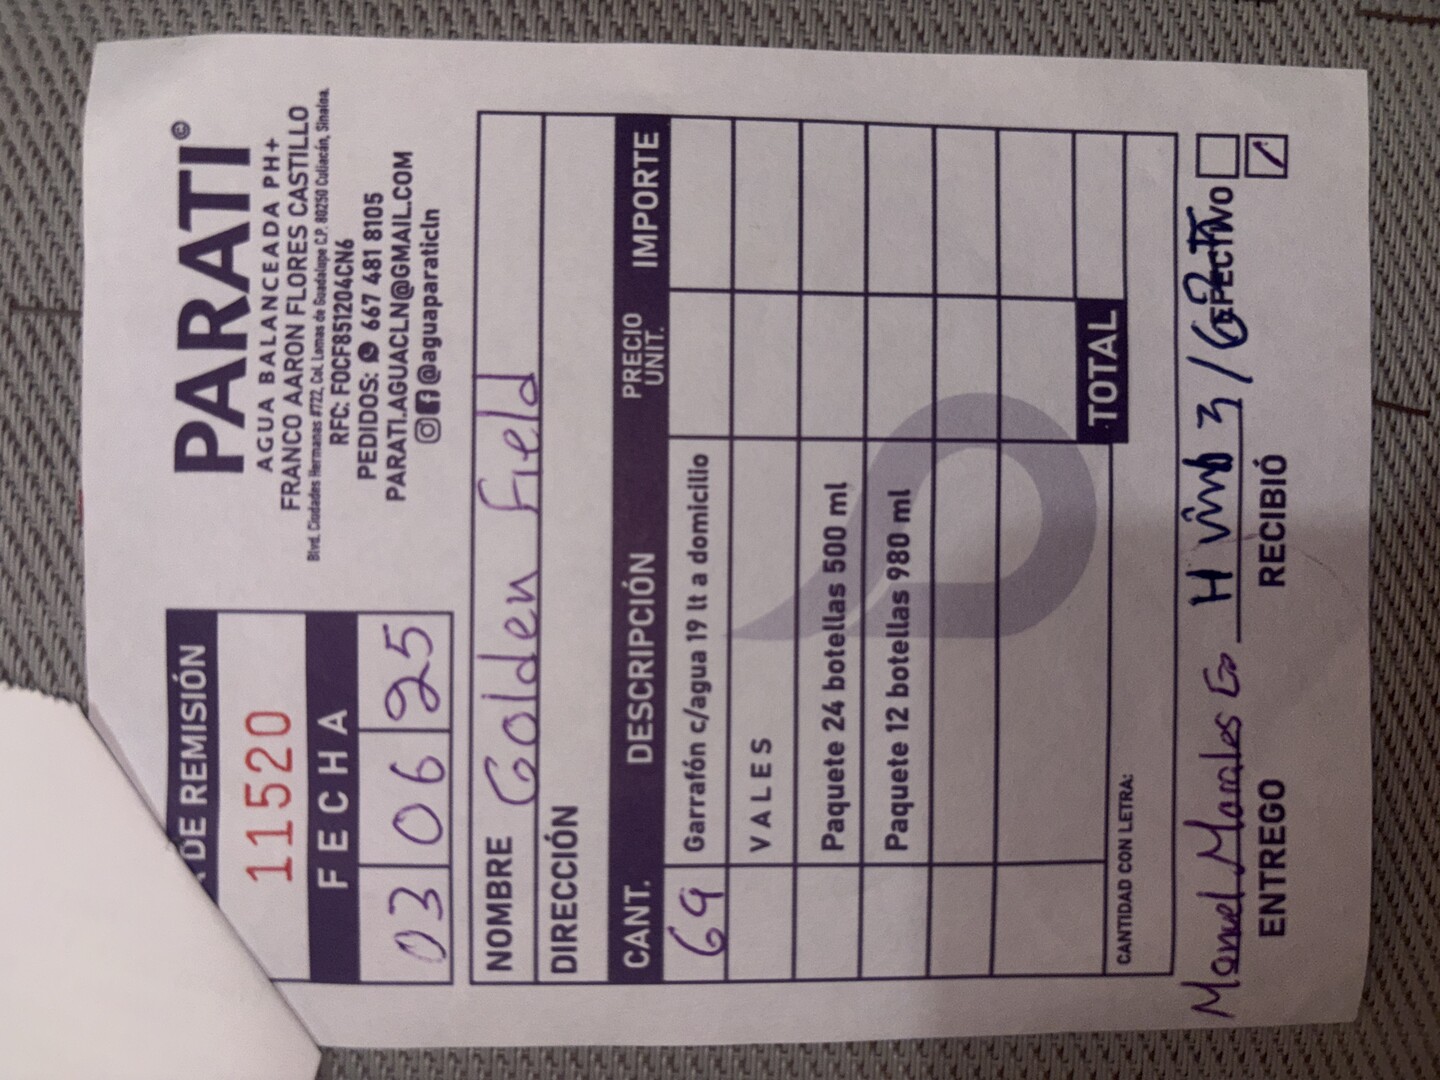 PARATI©
AGUA BALANCEADA PH+
FRANCO AARON FLORES CASTILLO
Blvd. Ciudades Hermanas #722, Col. Lomas de Guadalupe C.P. 80250 Culiacán, Sinaloa.
RFC: FOCF851204CN6
PEDIDOS: 667 481 8105
PARATI.AGUACLN@GMAIL.COM
@aguaparaticln
DE REMISIÓN
11520
FECHA
03 06 25
NOMBRE Golden Field
DIRECCIÓN
CANT. DESCRIPCIÓN PRECIO UNIT. IMPORTE
69 Garrafón c/agua 19 lt a domicilio
VALES
Paquete 24 botellas 500 ml
Paquete 12 botellas 980 ml
TOTAL
CANTIDAD CON LETRA:
Manuel Morales G.
ENTREGO
RECIBIÓ
EFECTIVO